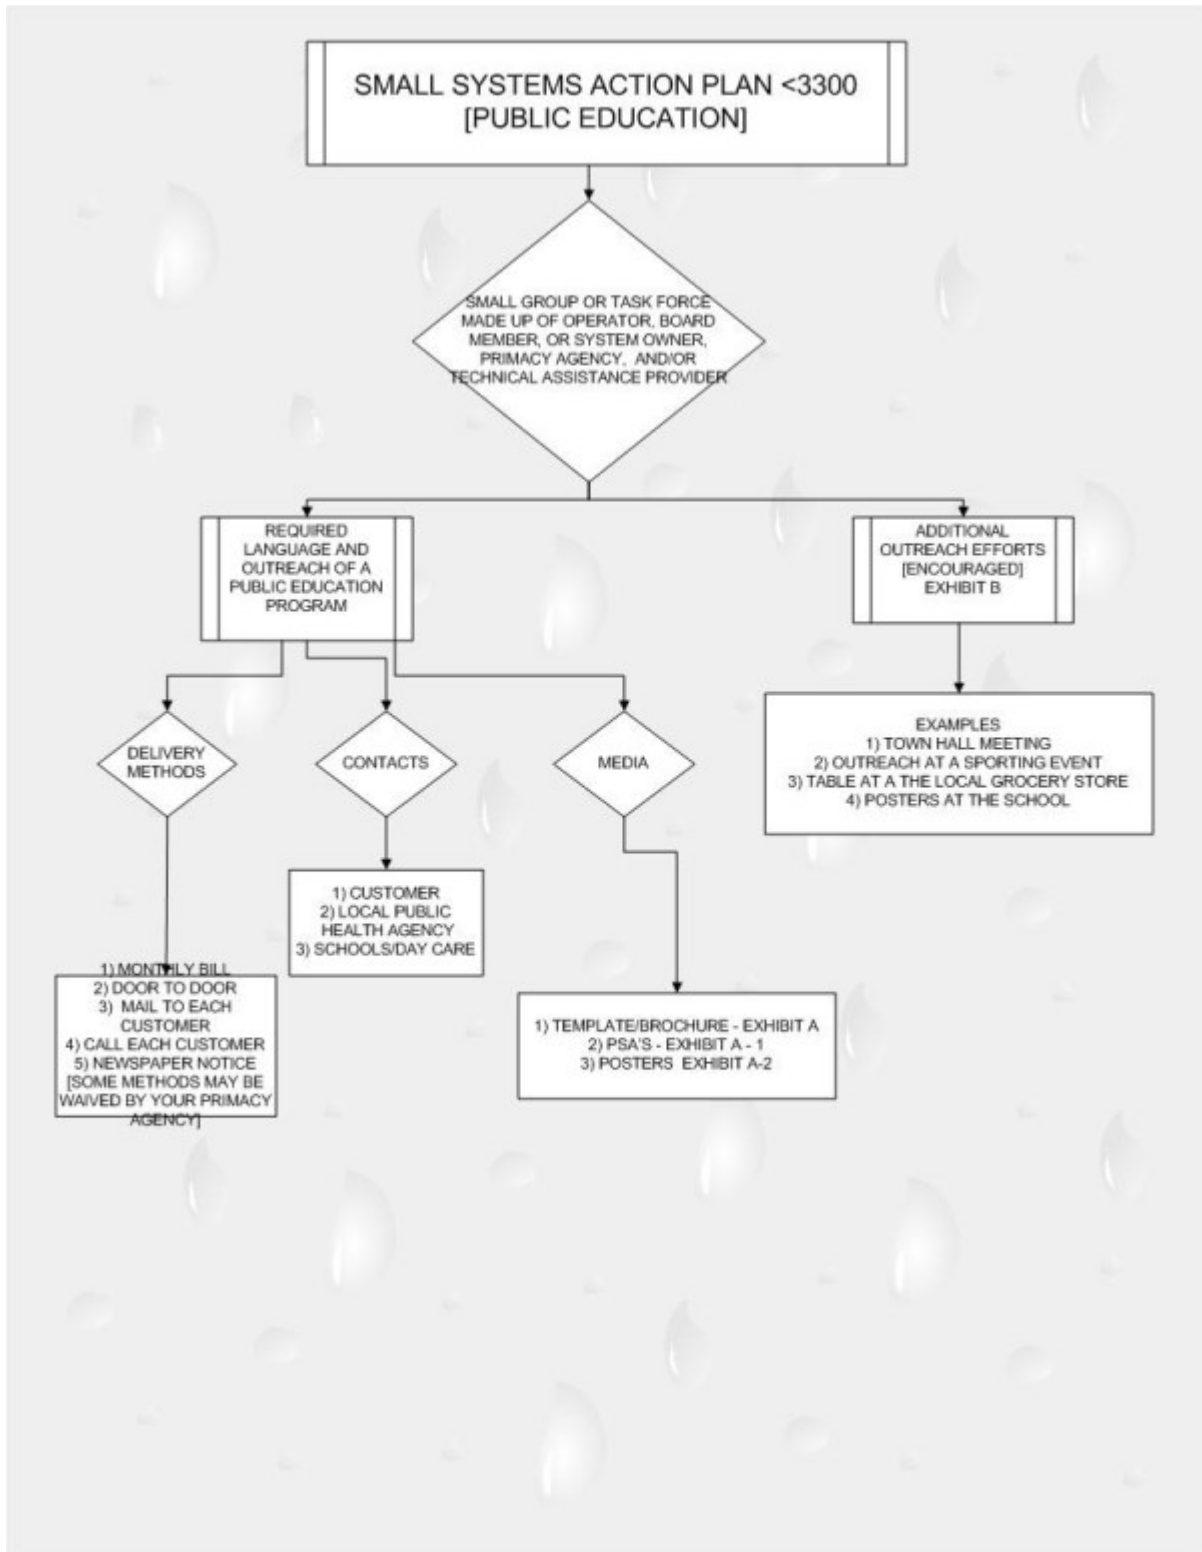 SMALL SYSTEMS ACTION PLAN <3300
[PUBLIC EDUCATION]
SMALL GROUP OR TASK FORCE
MADE UP OF OPERATOR, BOARD
MEMBER, OR SYSTEM OWNER,
PRIMACY AGENCY, AND/OR
TECHNICAL ASSISTANCE PROVIDER
REQUIRED
LANGUAGE AND
OUTREACH OF A
PUBLIC EDUCATION
PROGRAM
ADDITIONAL
OUTREACH EFFORTS
[ENCOURAGED]
EXHIBIT B
DELIVERY
METHODS
CONTACTS
MEDIA
EXAMPLES
1) TOWN HALL MEETING
2) OUTREACH AT A SPORTING EVENT
3) TABLE AT A THE LOCAL GROCERY STORE
4) POSTERS AT THE SCHOOL
1) CUSTOMER
2) LOCAL PUBLIC
HEALTH AGENCY
3) SCHOOLS/DAY CARE
1) MONTHLY BILL
2) DOOR TO DOOR
3) MAIL TO EACH
CUSTOMER
4) CALL EACH CUSTOMER
5) NEWSPAPER NOTICE
[SOME METHODS MAY BE
WAIVED BY YOUR PRIMACY
AGENCY]
1) TEMPLATE/BROCHURE - EXHIBIT A
2) PSA'S - EXHIBIT A - 1
3) POSTERS EXHIBIT A-2